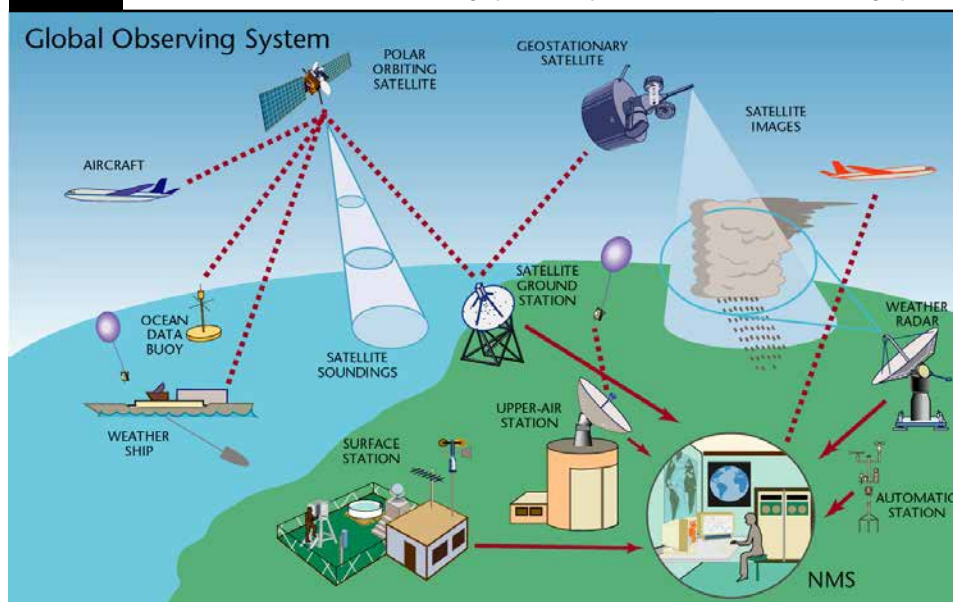 Global Observing System
POLAR
ORBITING
SATELLITE
GEOSTATIONARY
SATELLITE
SATELLITE
IMAGES
AIRCRAFT
SATELLITE
GROUND
STATION
WEATHER
RADAR
OCEAN
DATA
BUOY
SATELLITE
SOUNDINGS
UPPER-AIR
STATION
WEATHER
SHIP
SURFACE
STATION
AUTOMATIC
STATION
NMS